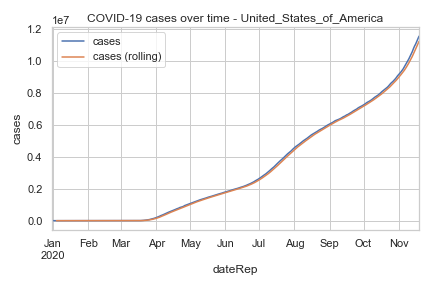 COVID-19 cases over time - United_States_of_America
1e7
cases
cases (rolling)
1.2
1.0
0.8
0.6
0.4
0.2
0.0
cases
Jan Feb Mar Apr May Jun Jul Aug Sep Oct Nov
2020
dateRep